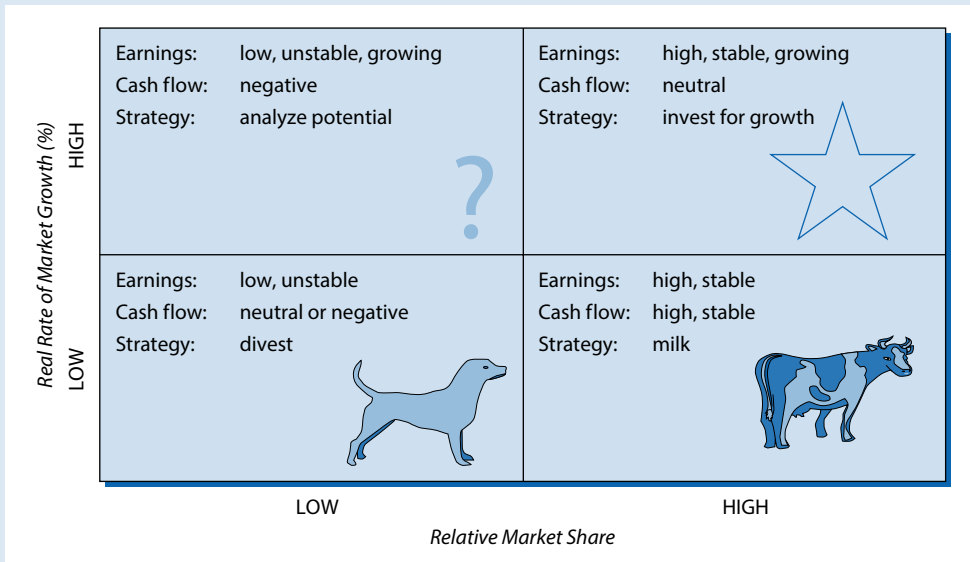 Earnings: low, unstable, growing
Cash flow: negative
Strategy: analyze potential
?
Earnings: high, stable, growing
Cash flow: neutral
Strategy: invest for growth
Earnings: low, unstable
Cash flow: neutral or negative
Strategy: divest
Earnings: high, stable
Cash flow: high, stable
Strategy: milk
Real Rate of Market Growth (%)
HIGH
LOW
LOW
HIGH
Relative Market Share